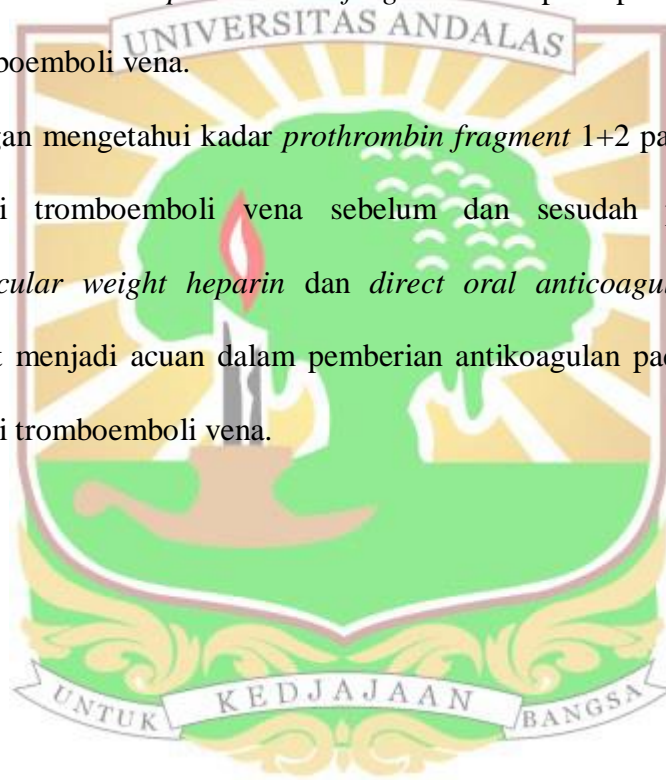 UNIVERSITAS ANDALAS
boemboli vena.
gan mengetahui kadar prothrombin fragment 1+2 pa
i tromboemboli vena sebelum dan sesudah
cular weight heparin dan direct oral anticoagul
t menjadi acuan dalam pemberian antikoagulan pad
i tromboemboli vena.
UNTUK KEDJAJAAN BANGSA